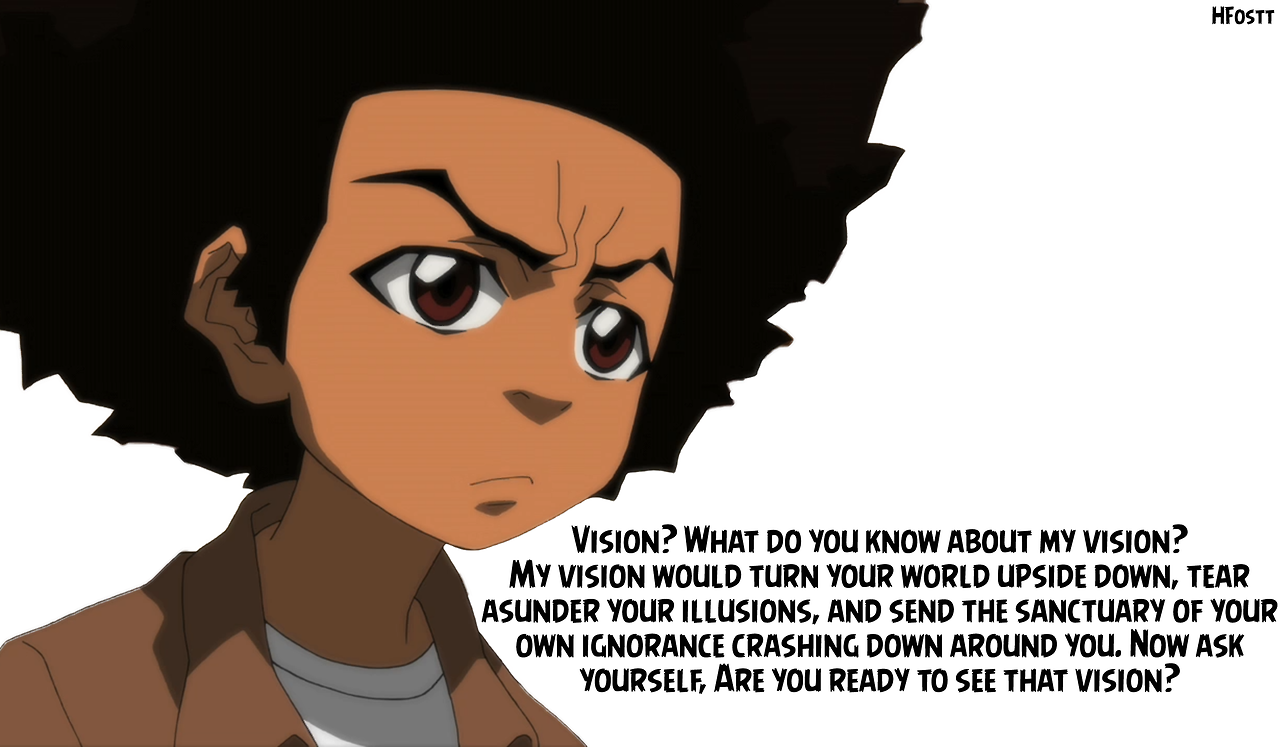 HFostt
Vision? What do you know about my vision?
My vision would turn your world upside down, tear
asunder your illusions, and send the sanctuary of your
own ignorance crashing down around you. Now ask
yourself, Are you ready to see that vision?